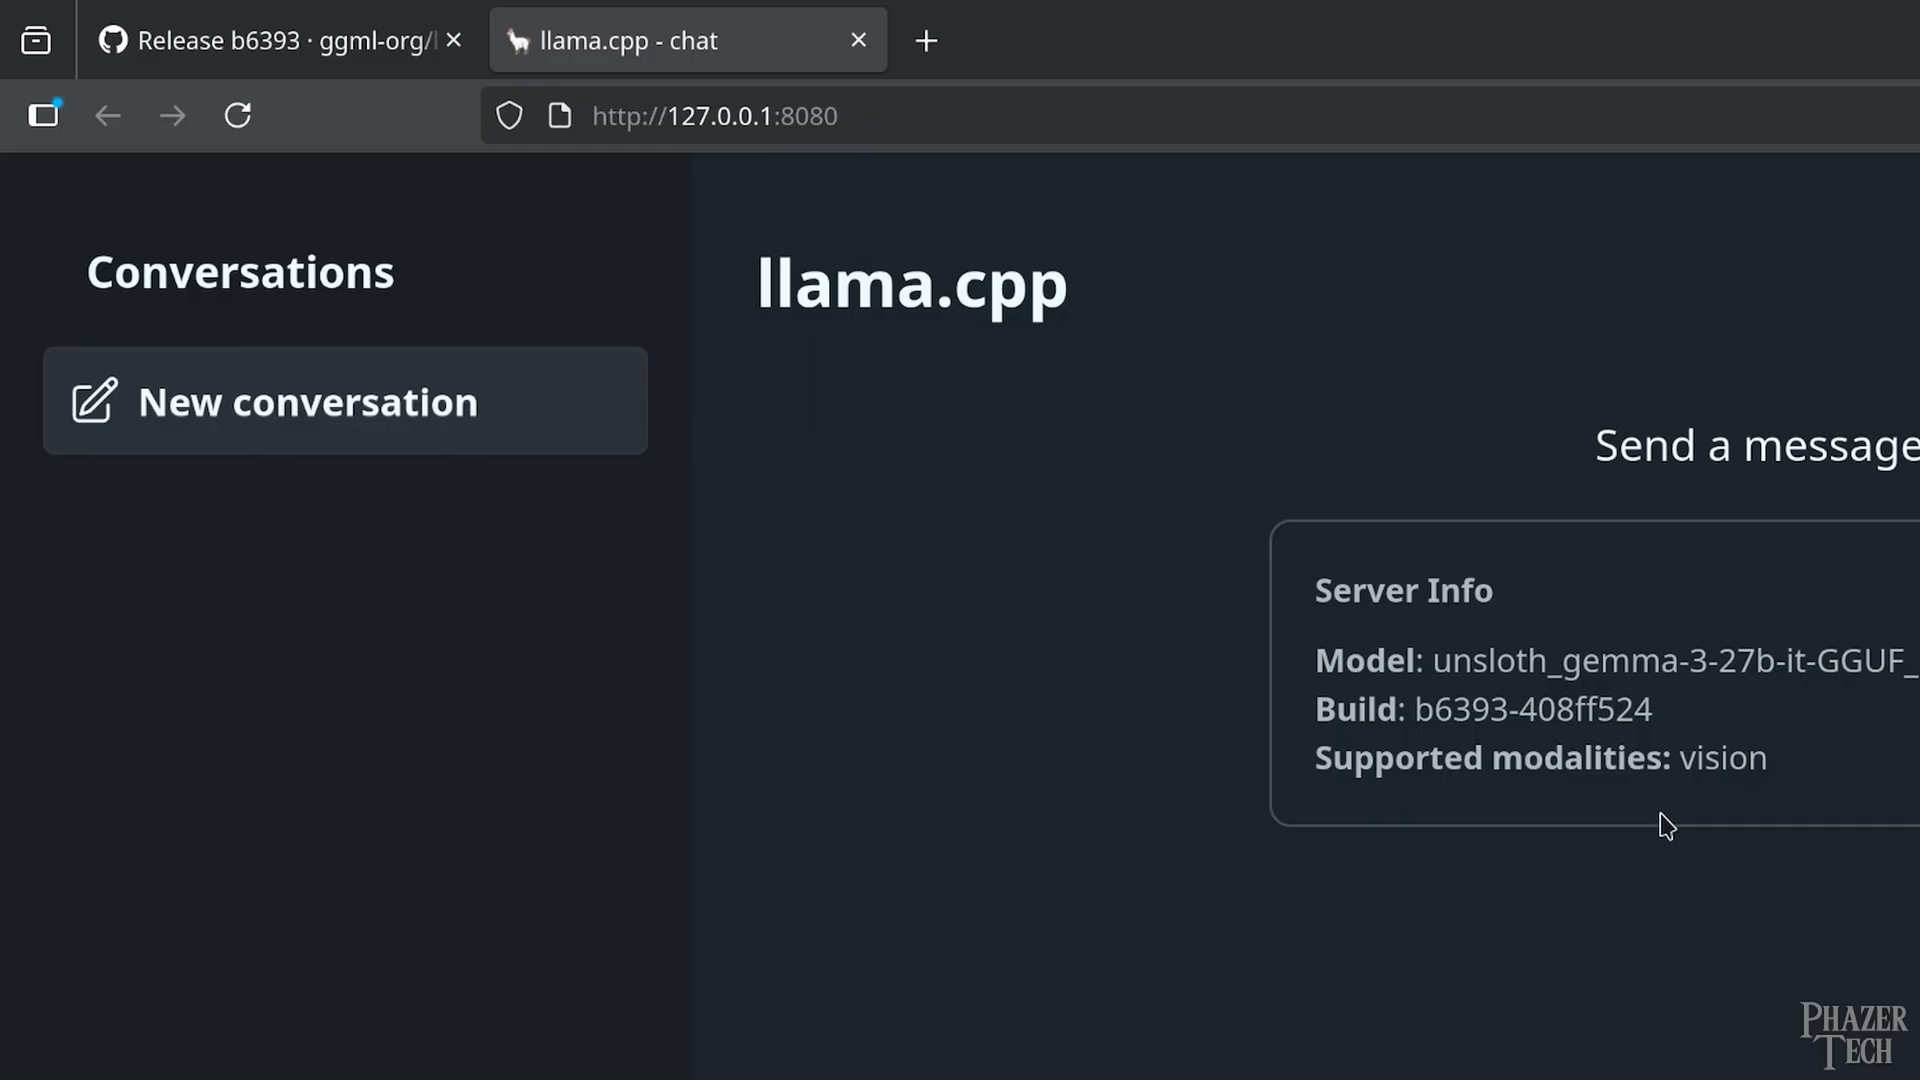 Release b6393 · ggml-org/
llama.cpp - chat
http://127.0.0.1:8080
Conversations
New conversation
llama.cpp
Send a message
Server Info
Model: unsloth_gemma-3-27b-it-GGUF_
Build: b6393-408ff524
Supported modalities: vision
PHAZER
TECH